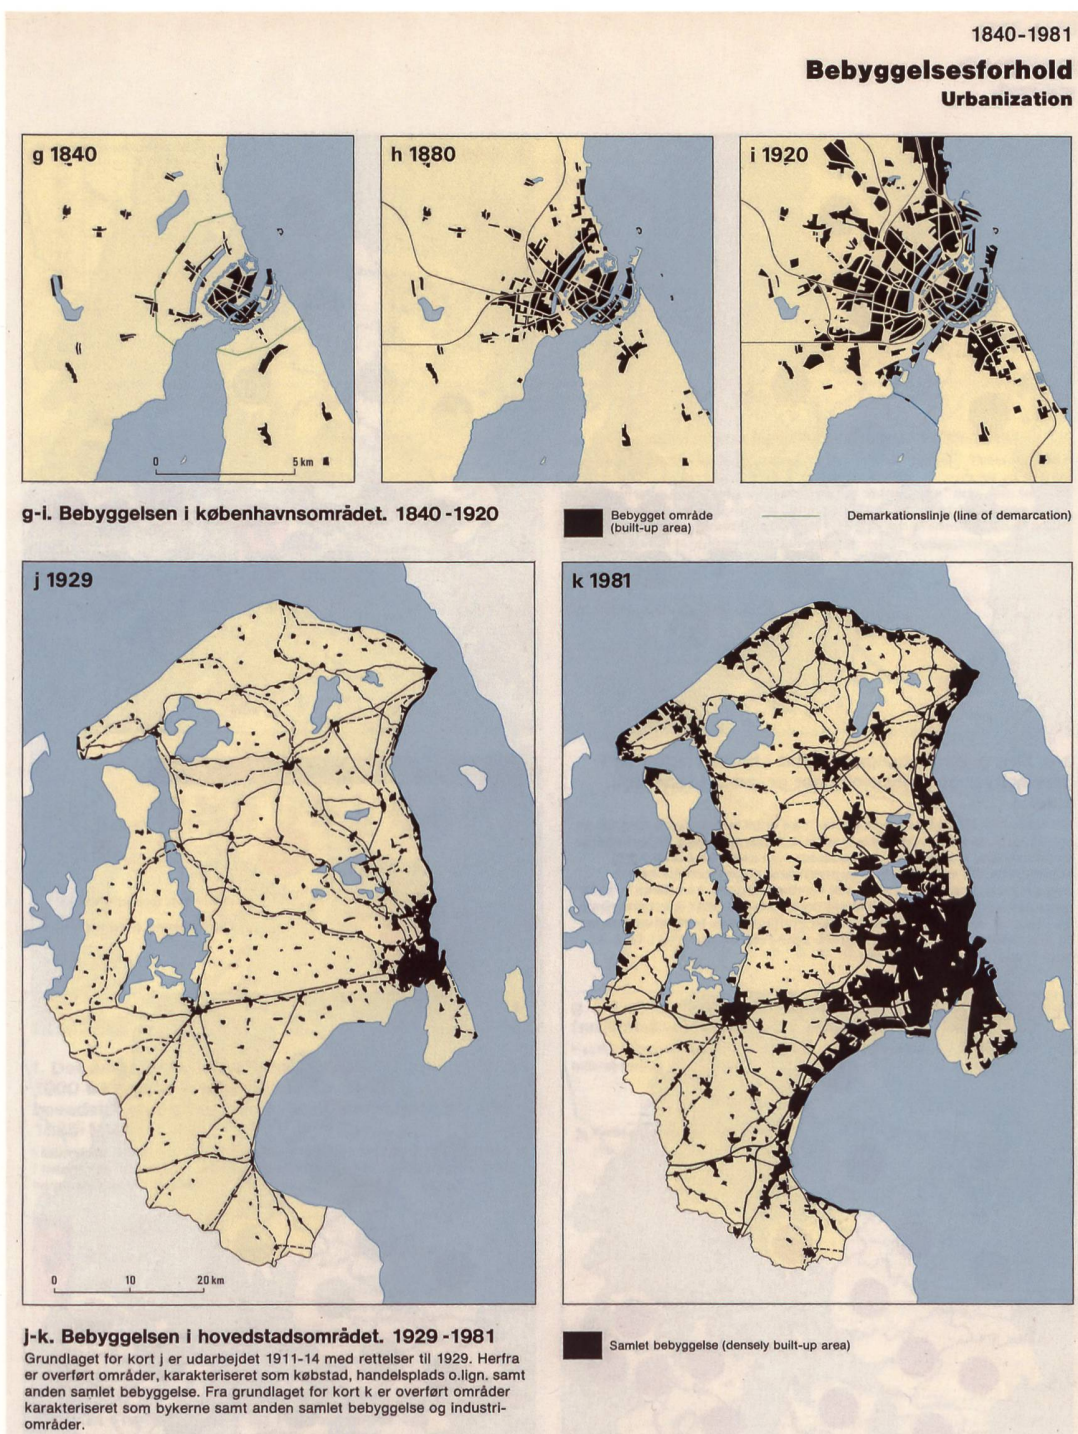 1840-1981
Bebyggelsesforhold
Urbanization
g 1840
h 1880
i 1920
0 5 km
g-i. Bebyggelsen i københavnsområdet. 1840-1920
Bebygget område
(built-up area)
Demarkationslinje (line of demarcation)
j 1929
k 1981
0 10 20 km
j-k. Bebyggelsen i hovedstadsområdet. 1929-1981
Grundlaget for kort j er udarbejdet 1911-14 med rettelser til 1929. Herfra
er overført områder, karakteriseret som købstad, handelsplads o.lign. samt
anden samlet bebyggelse. Fra grundlaget for kort k er overført områder
karakteriseret som bykerne samt anden samlet bebyggelse og industri-
områder.
Samlet bebyggelse (densely built-up area)